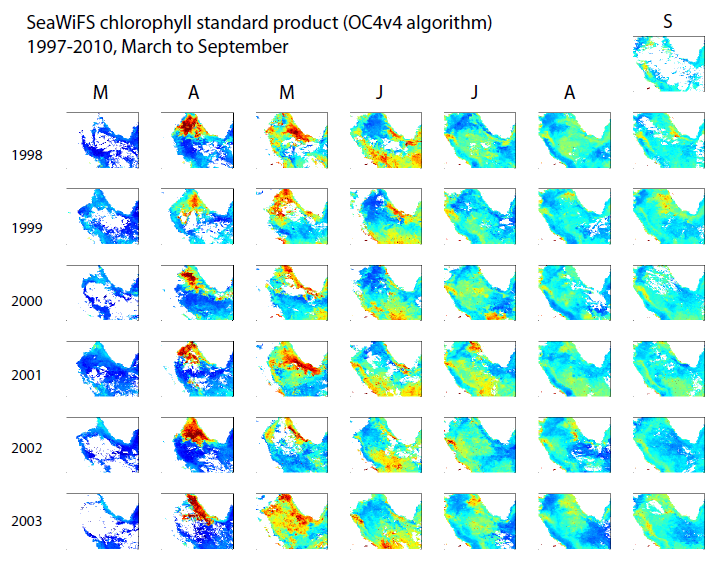 SeaWiFS chlorophyll standard product (OC4v4 algorithm)
1997-2010, March to September
S
M A M J J A
1998
1999
2000
2001
2002
2003